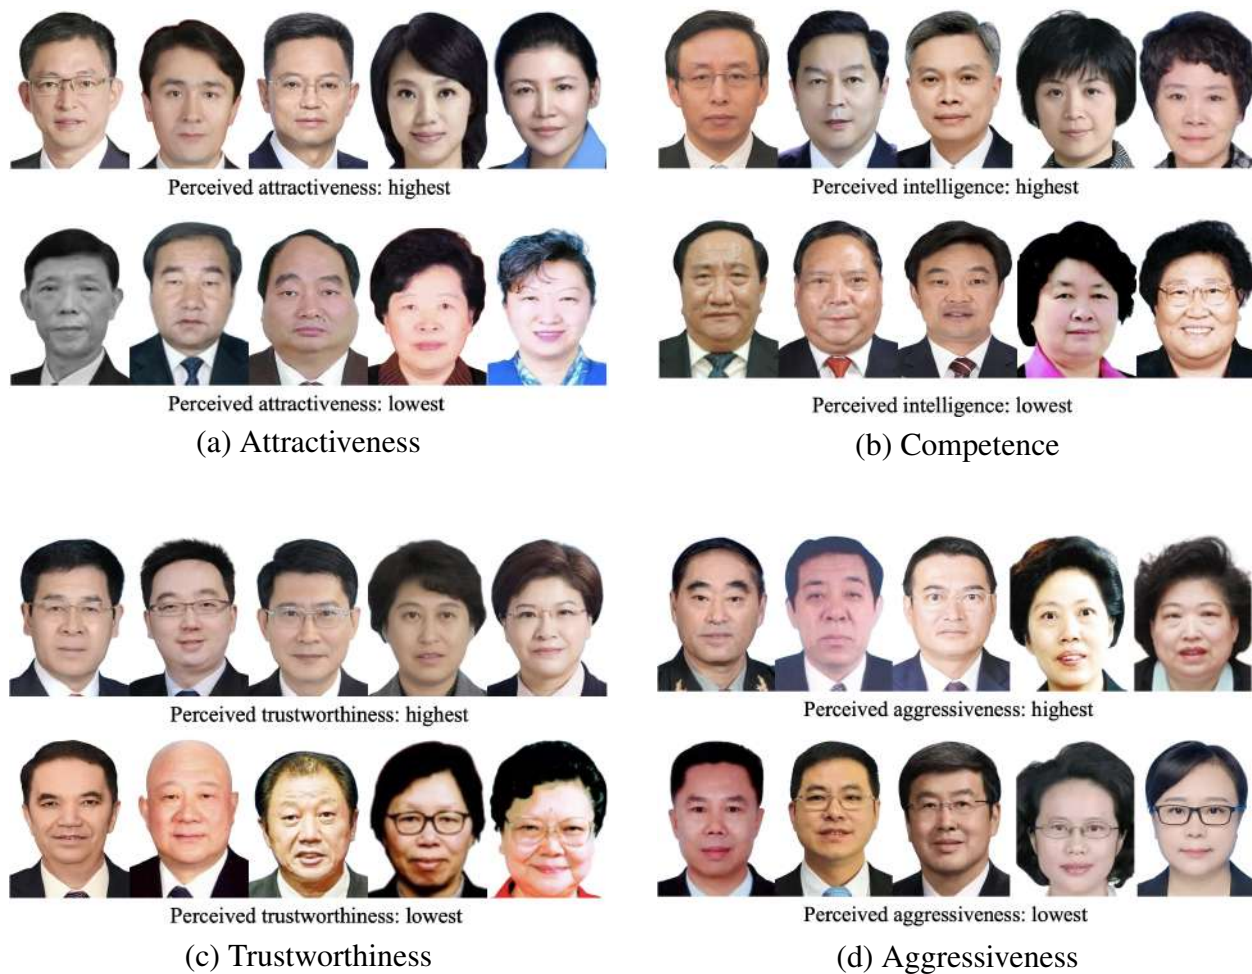 Perceived attractiveness: highest
Perceived attractiveness: lowest
(a) Attractiveness
Perceived intelligence: highest
Perceived intelligence: lowest
(b) Competence
Perceived trustworthiness: highest
Perceived trustworthiness: lowest
(c) Trustworthiness
Perceived aggressiveness: highest
Perceived aggressiveness: lowest
(d) Aggressiveness